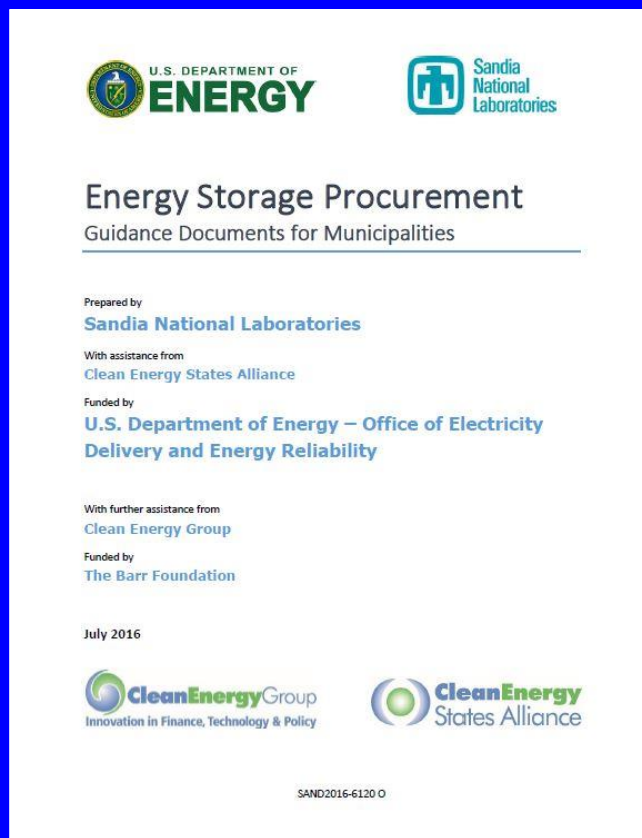 U.S. DEPARTMENT OF
ENERGY
Sandia
National
Laboratories
Energy Storage Procurement
Guidance Documents for Municipalities
Prepared by
Sandia National Laboratories
With assistance from
Clean Energy States Alliance
Funded by
U.S. Department of Energy – Office of Electricity
Delivery and Energy Reliability
With further assistance from
Clean Energy Group
Funded by
The Barr Foundation
July 2016
CleanEnergyGroup
Innovation in Finance, Technology & Policy
CleanEnergy
States Alliance
SAND2016-6120 O